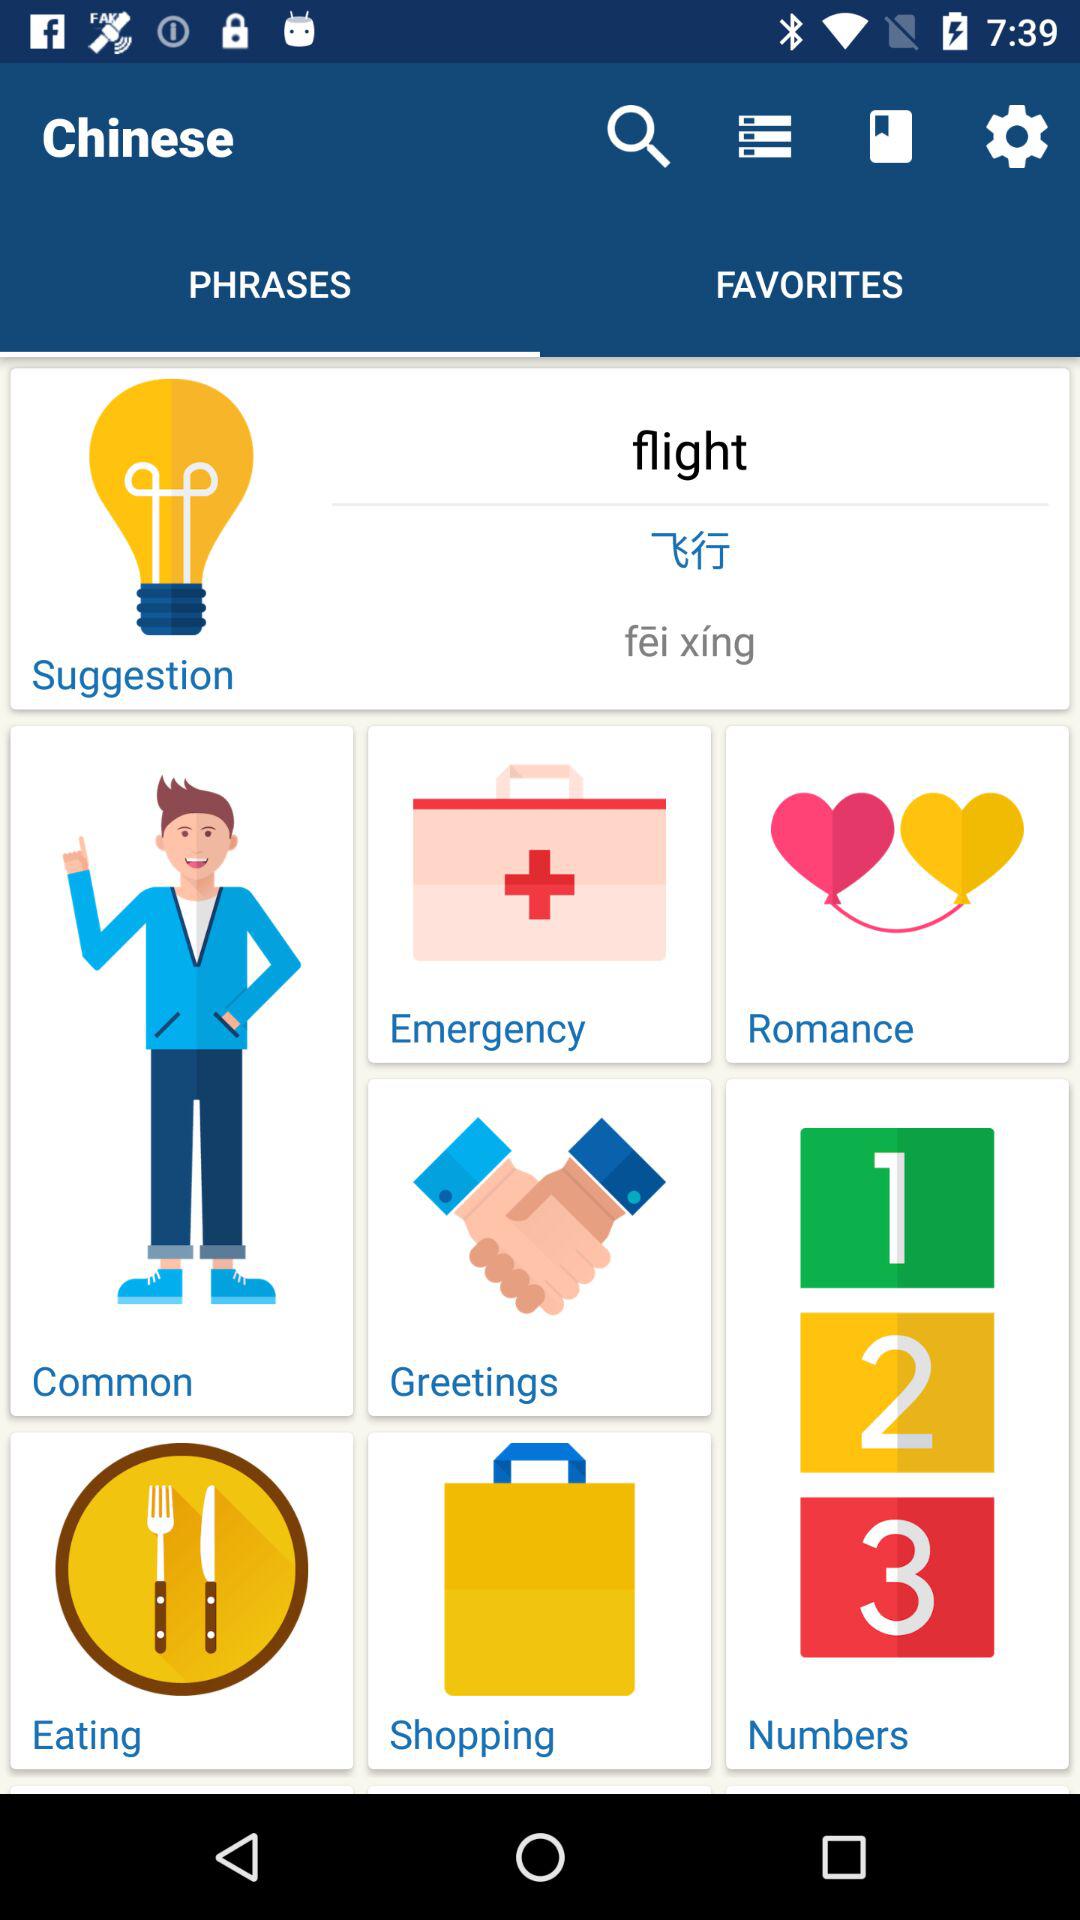 FAKE
7:39
Chinese
PHRASES
FAVORITES
flight
飞行
fēi xíng
Suggestion
Emergency
Romance
1
2
3
Common
Greetings
Eating
Shopping
Numbers